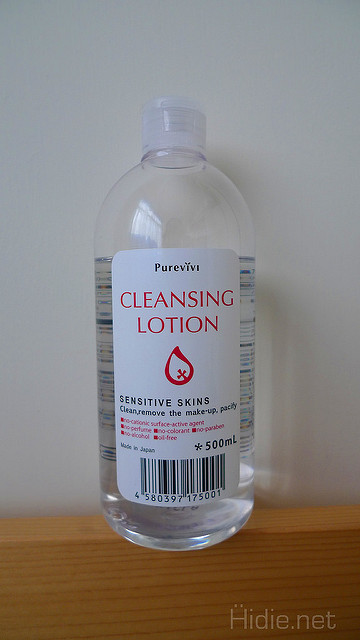 Purevivi
CLEANSING
LOTION
SENSITIVE SKINS
Clean,remove the make-up, pacify
■no-cationic surface-active agent
■no-perfume ■no-colorant ■no-paraben
■no-alcohol ■oil-free
Made in Japan
*500mL
4 580397 175001
Hidie.net